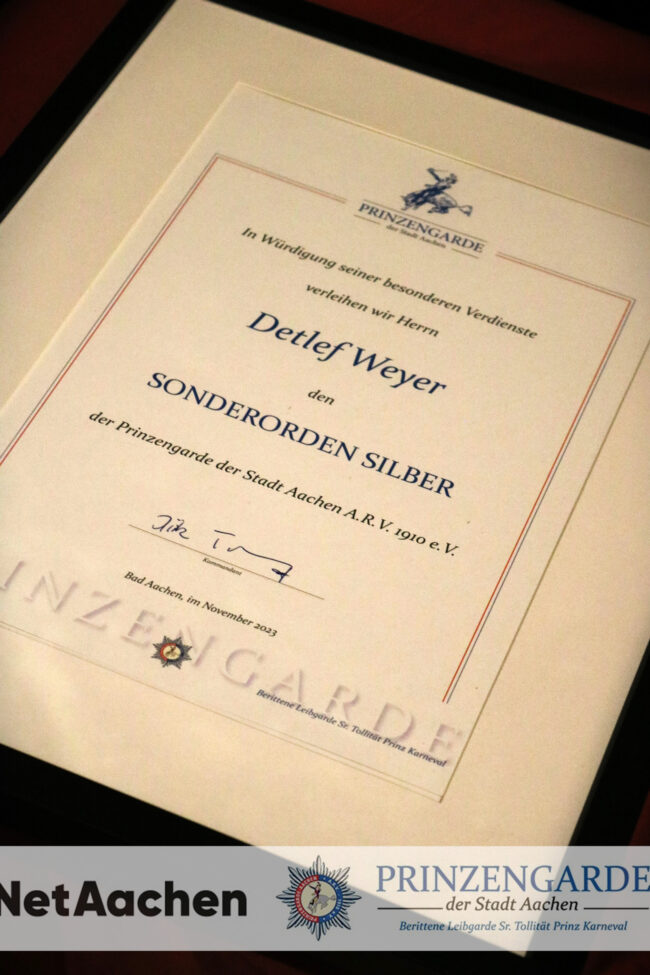 PRINZENGARDE
der Stadt Aachen
In Würdigung seiner besonderen Verdienste
verleihen wir Herrn
Detlef Weyer
den
SONDERORDEN SILBER
der Prinzengarde der Stadt Aachen A.R.V. 1910 e.V.
Kommandant
Bad Aachen, im November 2023
INZENGARDE
Berittene Leibgarde Sr. Tollität Prinz Karneval
NetAachen
PRINZENGARDE
der Stadt Aachen
Berittene Leibgarde Sr. Tollität Prinz Karneval